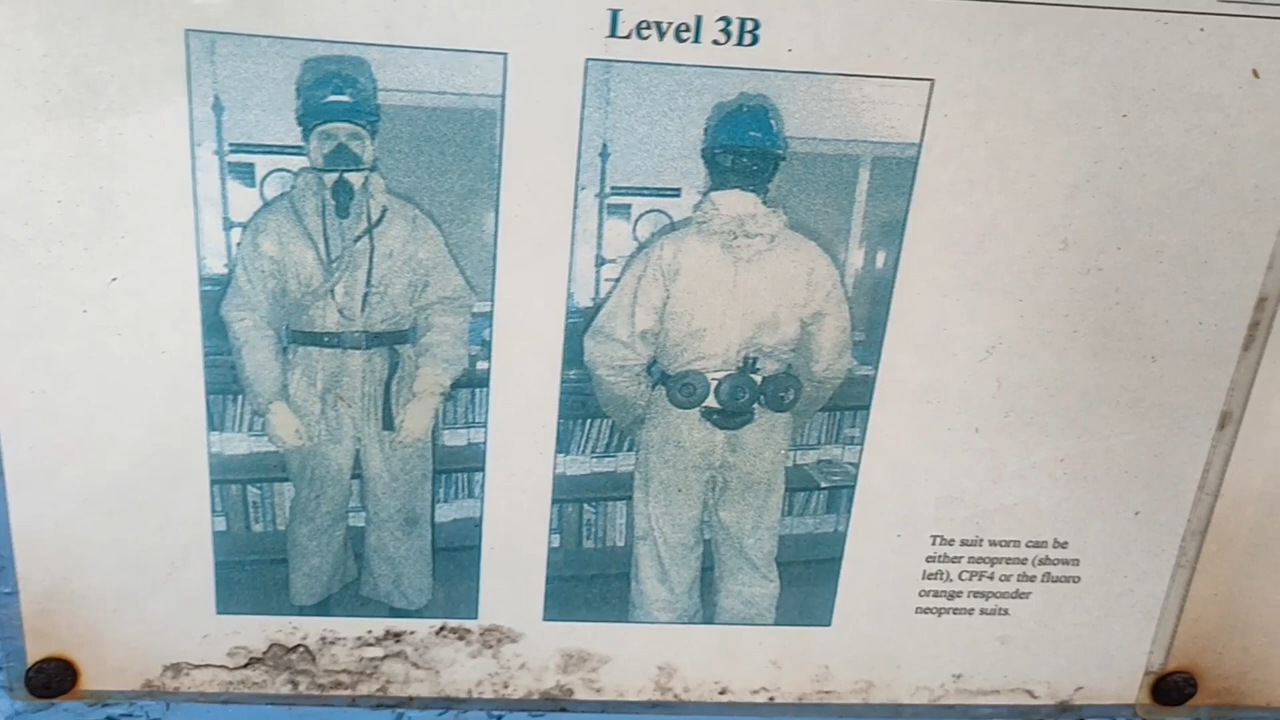 Level 3B
The suit worn can be
either neoprene (shown
left), CPF4 or the fluoro
orange responder
neoprene suits.